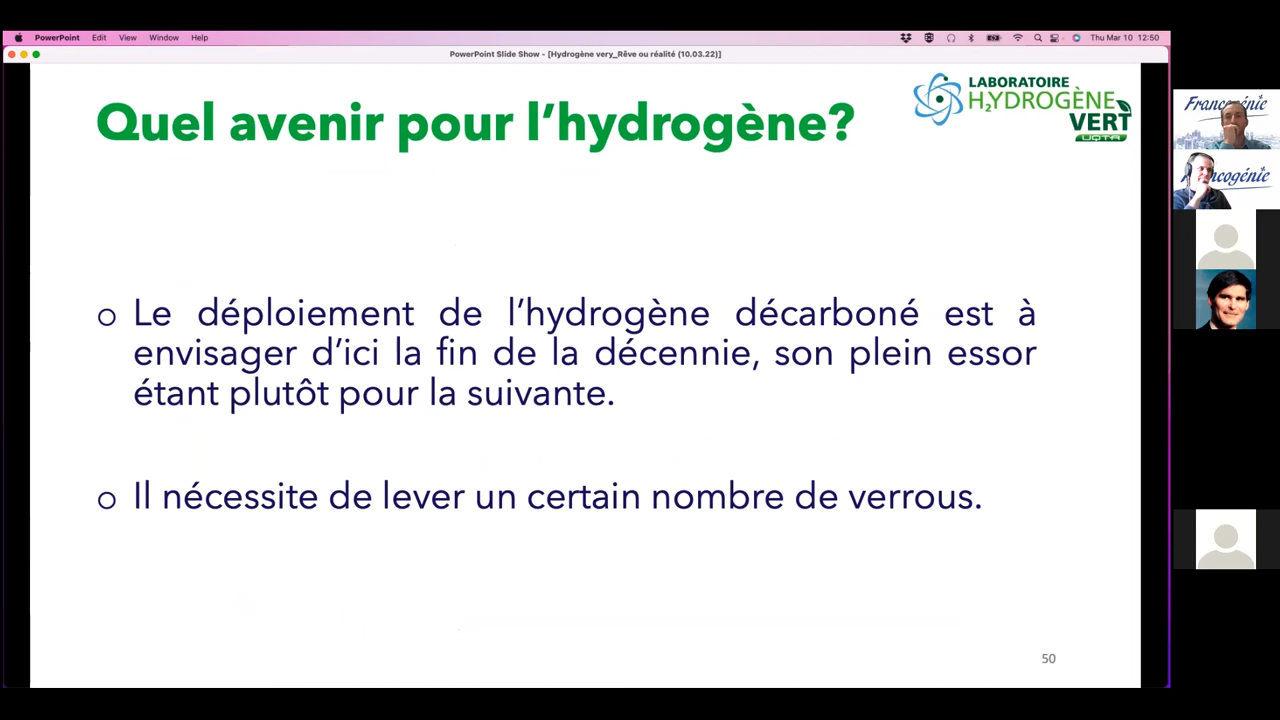 PowerPoint Edit View Window Help
Thu Mar 10 12:50
PowerPoint Slide Show - [Hydrogène very_Rêve ou réalité (10.03.22)]
Quel avenir pour l'hydrogène?
LABORATOIRE
H₂YDROGÈNE
VERT
UQTR
Francogénie
ncogénie
o Le déploiement de l'hydrogène décarboné est à
envisager d'ici la fin de la décennie, son plein essor
étant plutôt pour la suivante.
o Il nécessite de lever un certain nombre de verrous.
50